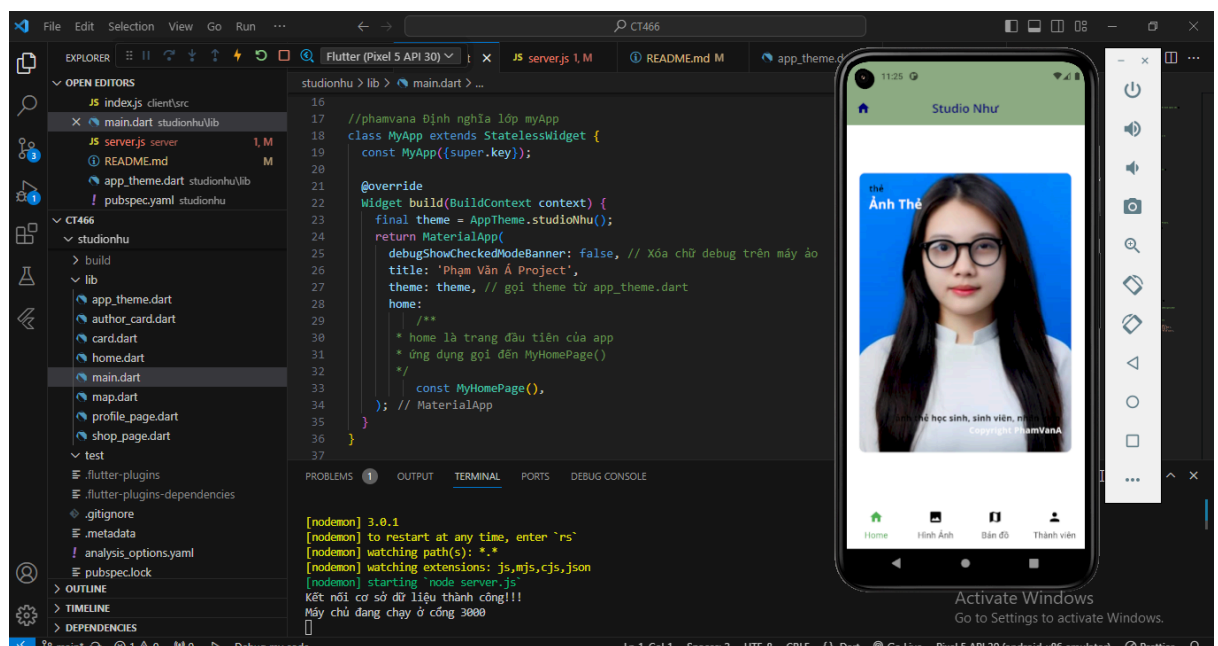 File Edit Selection View Go Run ···
CT466
EXPLORER
Flutter (Pixel 5 API 30)
JS server.js 1, M
README.md M
app_theme.d
OPEN EDITORS
JS index.js client\src
main.dart studionhu\lib
JS server.js server 1, M
README.md M
app_theme.dart studionhu\lib
! pubspec.yaml studionhu
CT466
studionhu
build
lib
app_theme.dart
author_card.dart
card.dart
home.dart
main.dart
map.dart
profile_page.dart
shop_page.dart
test
.flutter-plugins
.flutter-plugins-dependencies
.gitignore
.metadata
! analysis_options.yaml
pubspec.lock
OUTLINE
TIMELINE
DEPENDENCIES
3
1
studionhu > lib > main.dart > ...
16
17 //phamvana Định nghĩa lớp myApp
18 class MyApp extends StatelessWidget {
19 const MyApp({super.key});
20
21 @override
22 Widget build(BuildContext context) {
23 final theme = AppTheme.studioNhu();
24 return MaterialApp(
25 debugShowCheckedModeBanner: false, // Xóa chữ debug trên máy ảo
26 title: 'Phạm Văn Á Project',
27 theme: theme, // gọi theme từ app_theme.dart
28 home:
29 /**
30 * home là trang đầu tiên của app
31 * ứng dụng gọi đến MyHomePage()
32 */
33 const MyHomePage(),
34 ); // MaterialApp
35 }
36 }
37
PROBLEMS 1 OUTPUT TERMINAL PORTS DEBUG CONSOLE
[nodemon] 3.0.1
[nodemon] to restart at any time, enter `rs`
[nodemon] watching path(s): *.*
[nodemon] watching extensions: js,mjs,cjs,json
[nodemon] starting `node server.js`
Kết nối cơ sở dữ liệu thành công!!!
Máy chủ đang chạy ở cổng 3000
11:25
Studio Như
thẻ
Ảnh Thẻ
thẻ học sinh, sinh viên,
Copyright PhamVanA
Home Hình Ảnh Bản đồ Thành viên
Activate Windows
Go to Settings to activate Windows.